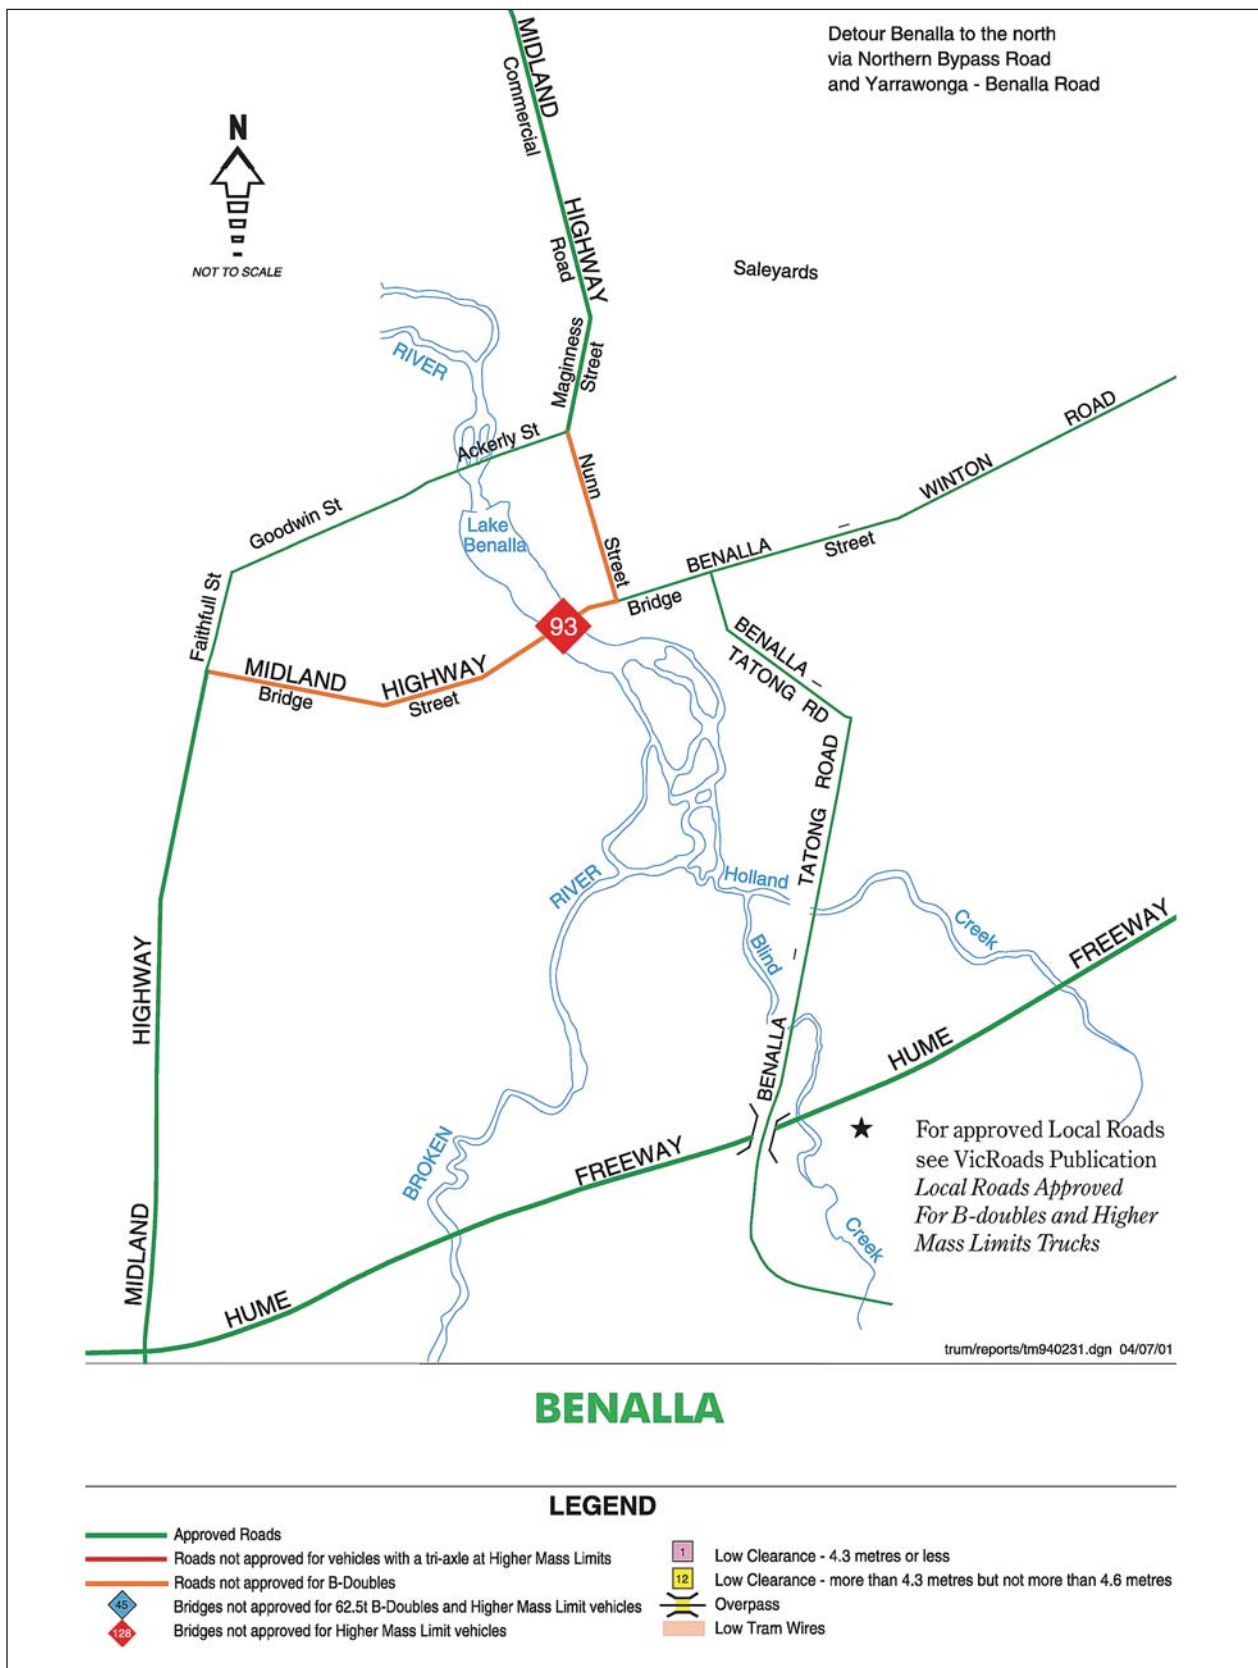 Detour Benalla to the north
via Northern Bypass Road
and Yarrawonga - Benalla Road
N
NOT TO SCALE
MIDLAND
Commercial
HIGHWAY
Road
Saleyards
RIVER
Maginness
Street
Ackerly St
Nunn
Street
Goodwin St
Lake
Benalla
ROAD
WINTON
BENALLA
Street
Bridge
Faithfull St
93
MIDLAND
Bridge
HIGHWAY
Street
BENALLA
TATONG RD
ROAD
TATONG
Holland
RIVER
Blind
Creek
FREEWAY
HIGHWAY
BENALLA
HUME
BROKEN
FREEWAY
Creek
MIDLAND
HUME
★ For approved Local Roads
see VicRoads Publication
Local Roads Approved
For B-doubles and Higher
Mass Limits Trucks
trum/reports/tm940231.dgn 04/07/01
BENALLA
LEGEND
Approved Roads
Roads not approved for vehicles with a tri-axle at Higher Mass Limits
Roads not approved for B-Doubles
45 Bridges not approved for 62.5t B-Doubles and Higher Mass Limit vehicles
128 Bridges not approved for Higher Mass Limit vehicles
1 Low Clearance - 4.3 metres or less
12 Low Clearance - more than 4.3 metres but not more than 4.6 metres
Overpass
Low Tram Wires